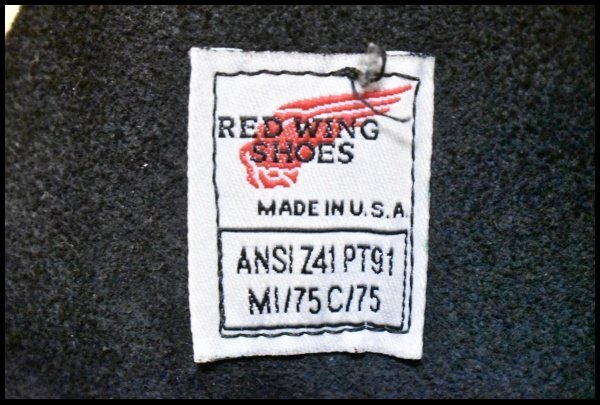 RED WING
SHOES
MADE IN U.S.A.
ANSI Z41 PT91
MI/75 C/75